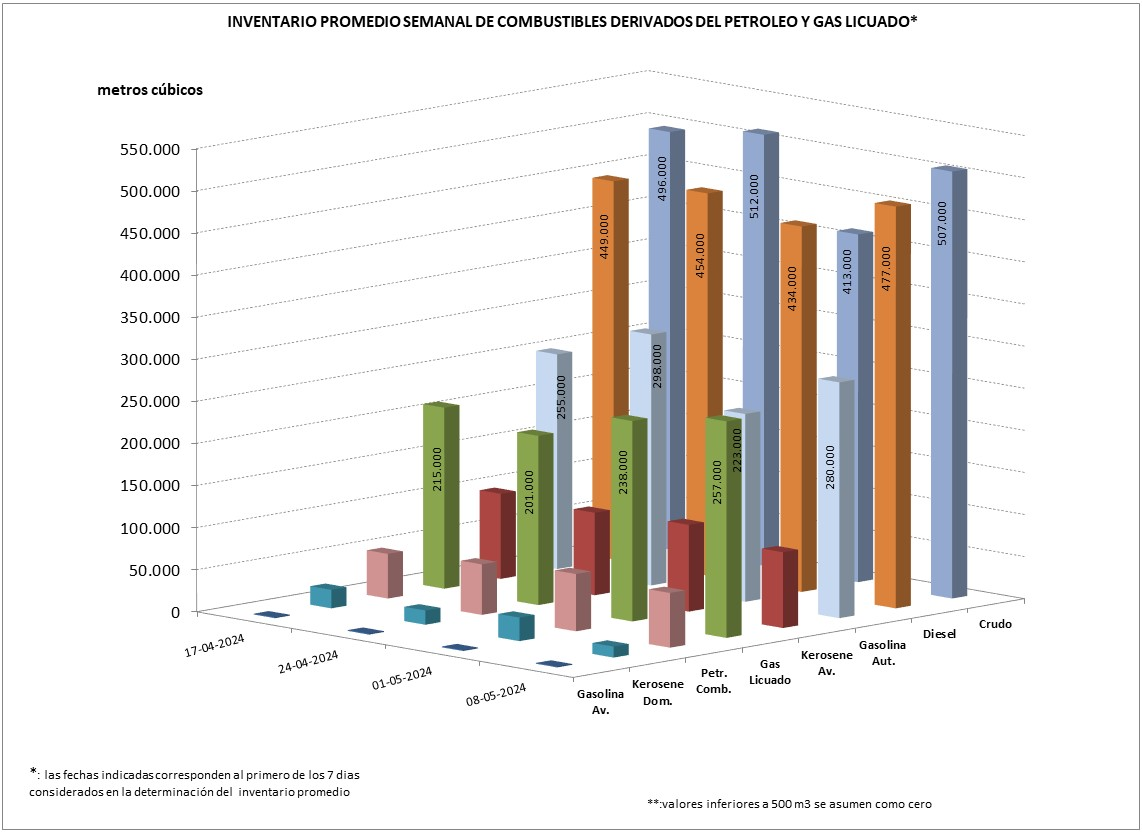 INVENTARIO PROMEDIO SEMANAL DE COMBUSTIBLES DERIVADOS DEL PETROLEO Y GAS LICUADO*
metros cúbicos
550.000
500.000
450.000
400.000
350.000
300.000
250.000
200.000
150.000
100.000
50.000
0
449.000
496.000
454.000
512.000
434.000
413.000
477.000
507.000
215.000
255.000
201.000
298.000
238.000
223.000
257.000
280.000
17-04-2024
24-04-2024
01-05-2024
08-05-2024
Gasolina
Av.
Kerosene
Dom.
Petr.
Comb.
Gas
Licuado
Kerosene
Av.
Gasolina
Aut.
Diesel
Crudo
*: las fechas indicadas corresponden al primero de los 7 dias
considerados en la determinación del inventario promedio
**:valores inferiores a 500 m3 se asumen como cero